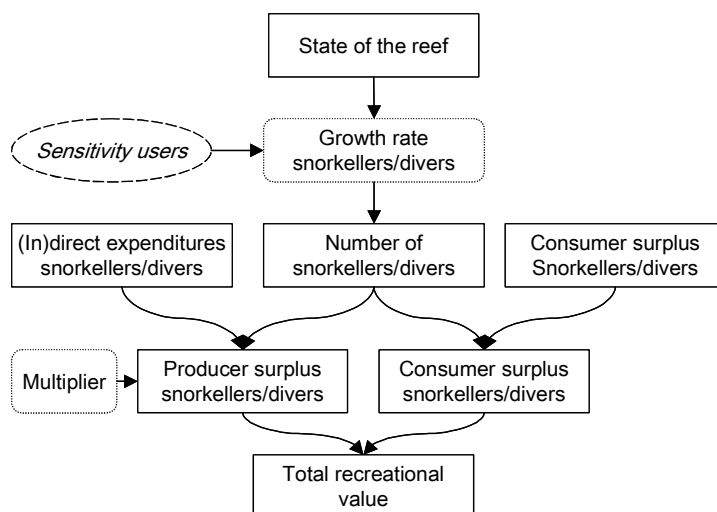 State of the reef
Growth rate
snorkellers/divers
Sensitivity users
(In)direct expenditures
snorkellers/divers
Number of
snorkellers/divers
Consumer surplus
Snorkellers/divers
Multiplier
Producer surplus
snorkellers/divers
Consumer surplus
snorkellers/divers
Total recreational
value